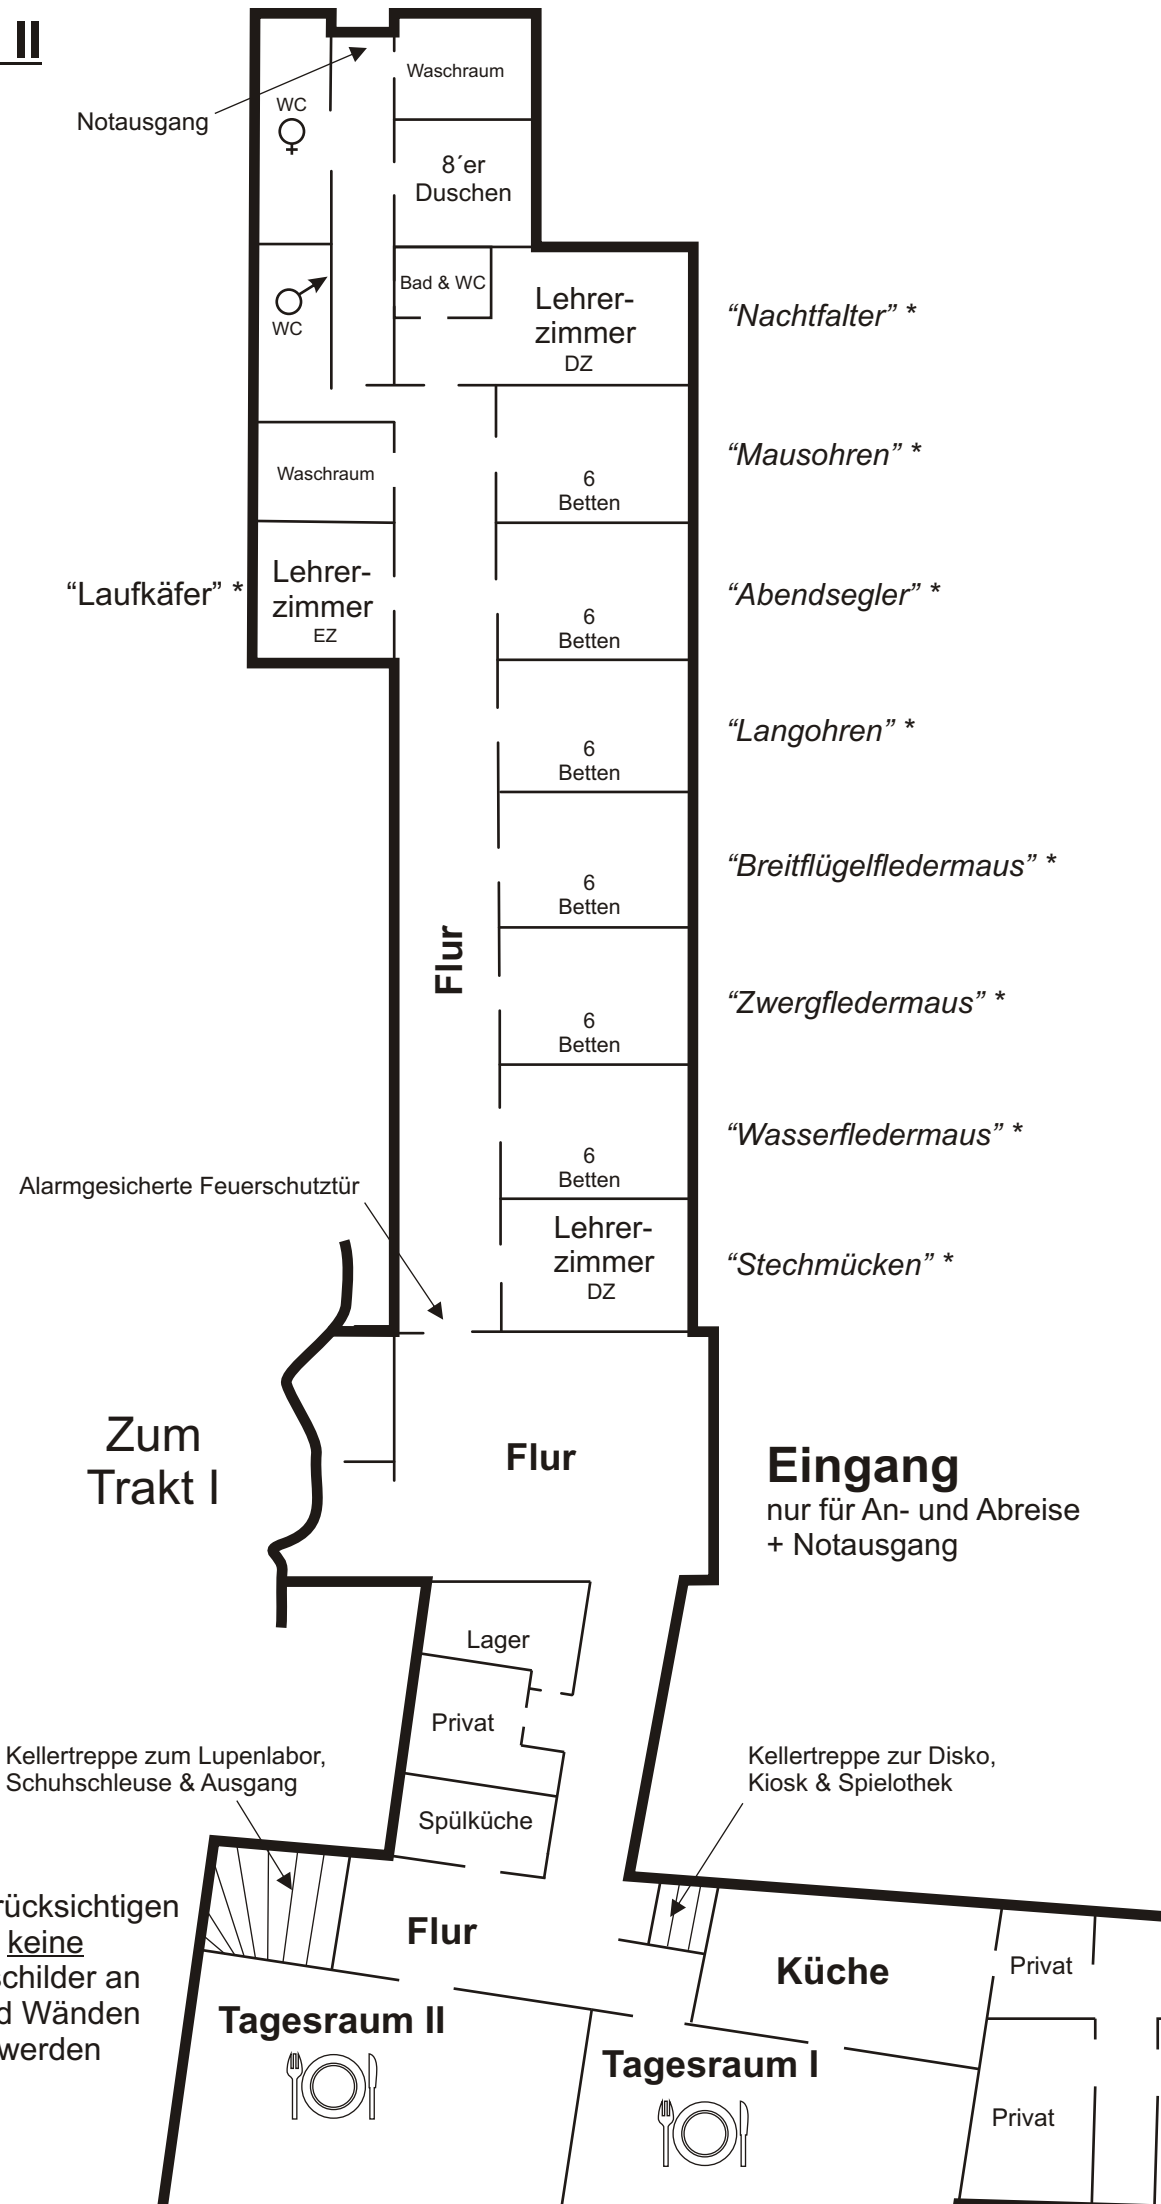 II
Waschraum
WC
Notausgang
8´er
Duschen
Bad & WC
Lehrer-
zimmer
DZ
“Nachtfalter” *
WC
“Mausohren” *
Waschraum
6
Betten
“Laufkäfer” *
Lehrer-
zimmer
EZ
“Abendsegler” *
6
Betten
“Langohren” *
6
Betten
“Breitflügelfledermaus” *
6
Betten
Flur
“Zwergfledermaus” *
6
Betten
“Wasserfledermaus” *
6
Betten
Alarmgesicherte Feuerschutztür
Lehrer-
zimmer
DZ
“Stechmücken” *
Zum
Trakt I
Flur
Eingang
nur für An- und Abreise
+ Notausgang
Lager
Privat
Kellertreppe zum Lupenlabor,
Schuhschleuse & Ausgang
Kellertreppe zur Disko,
Kiosk & Spielothek
Spülküche
rücksichtigen
keine
schilder an
d Wänden
werden
Flur
Küche
Privat
Tagesraum II
Tagesraum I
Privat